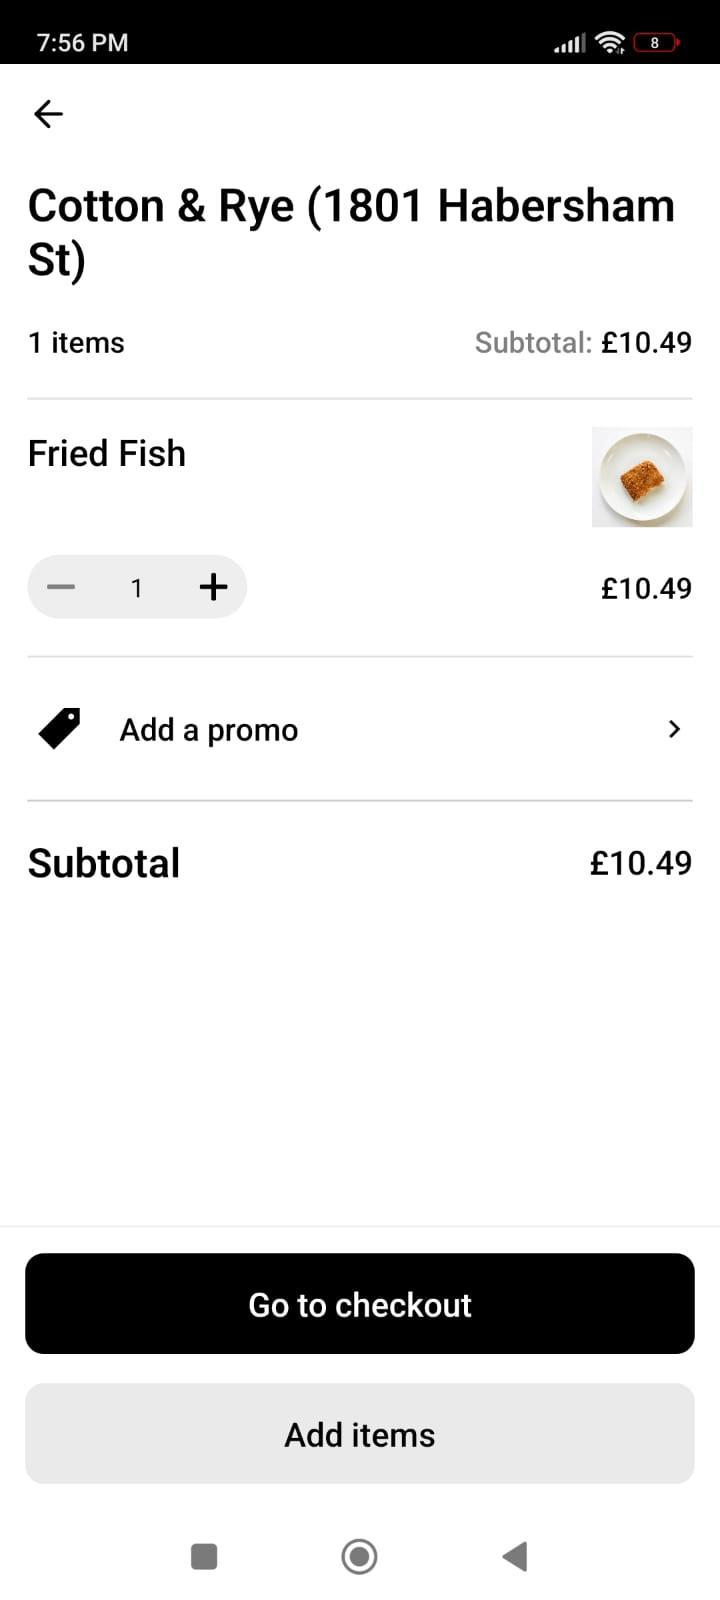 7:56 PM
8
Cotton & Rye (1801 Habersham
St)
1 items
Subtotal: £10.49
Fried Fish
1
£10.49
Add a promo
Subtotal
£10.49
Go to checkout
Add items